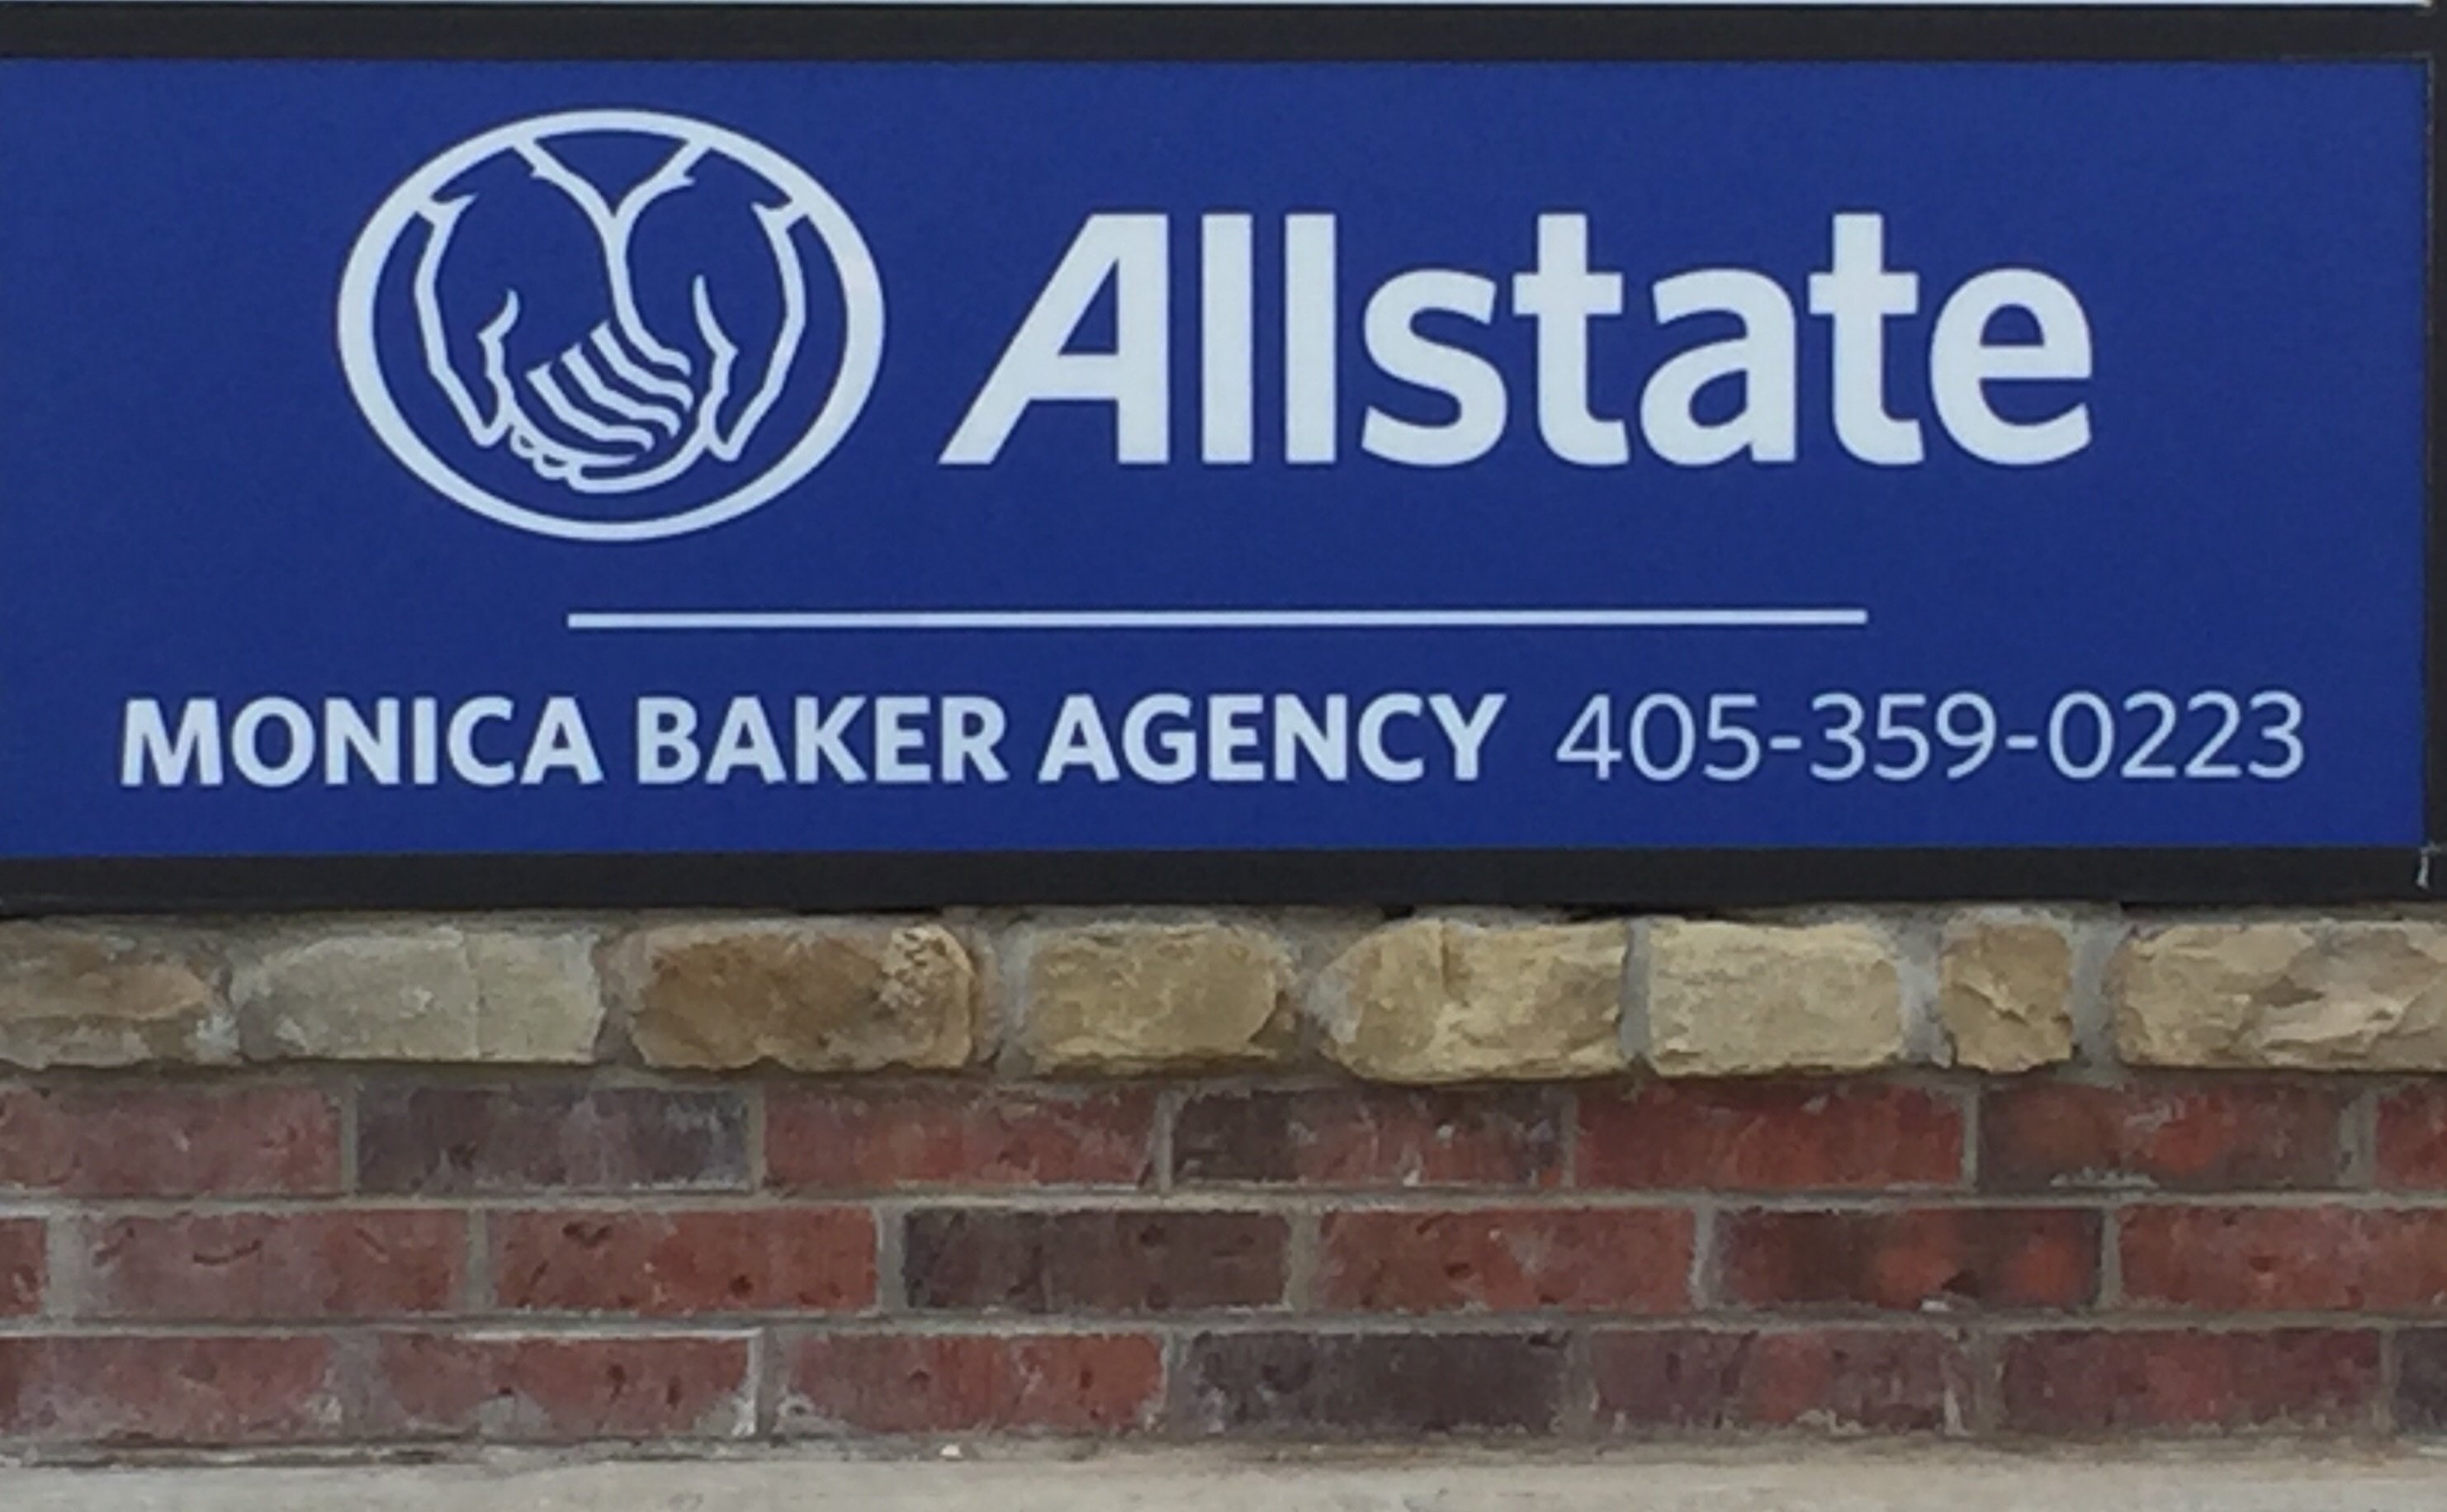 Allstate
MONICA BAKER AGENCY 405-359-0223